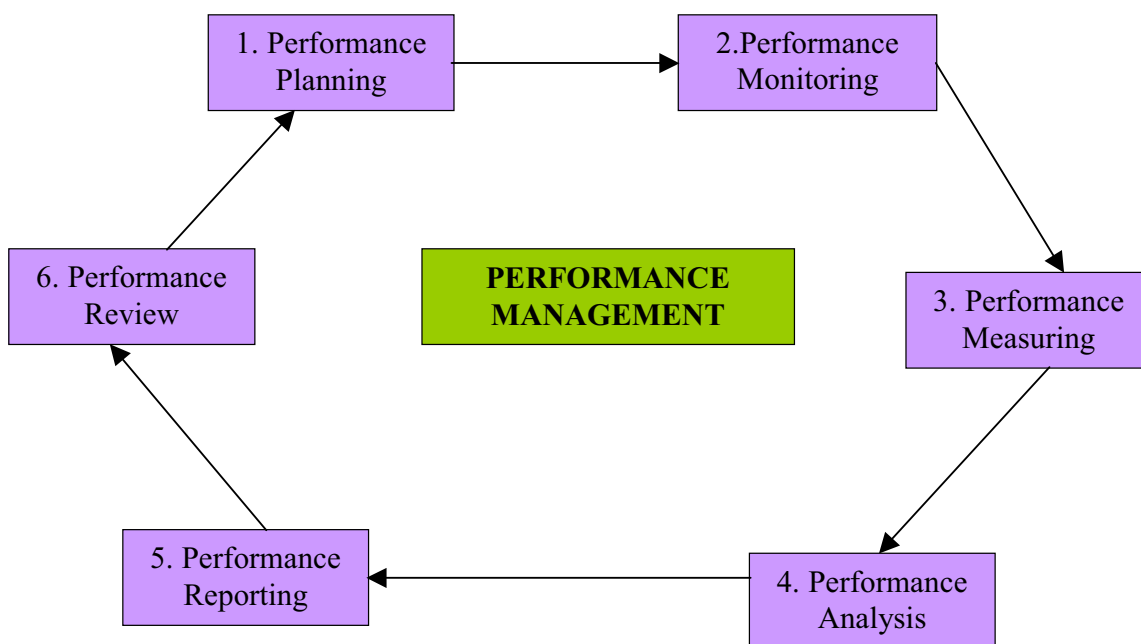 1. Performance
Planning
2.Performance
Monitoring
3. Performance
Measuring
4. Performance
Analysis
5. Performance
Reporting
6. Performance
Review
PERFORMANCE
MANAGEMENT